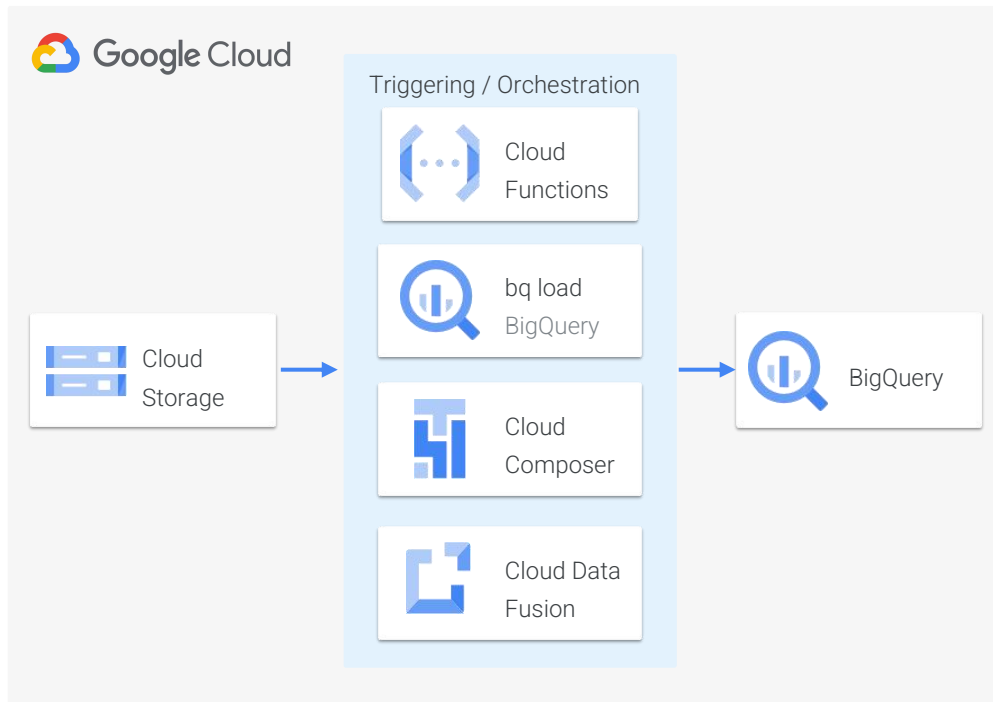 Google Cloud
Triggering / Orchestration
Cloud
Functions
bq load
BigQuery
Cloud
Storage
BigQuery
Cloud
Composer
Cloud Data
Fusion